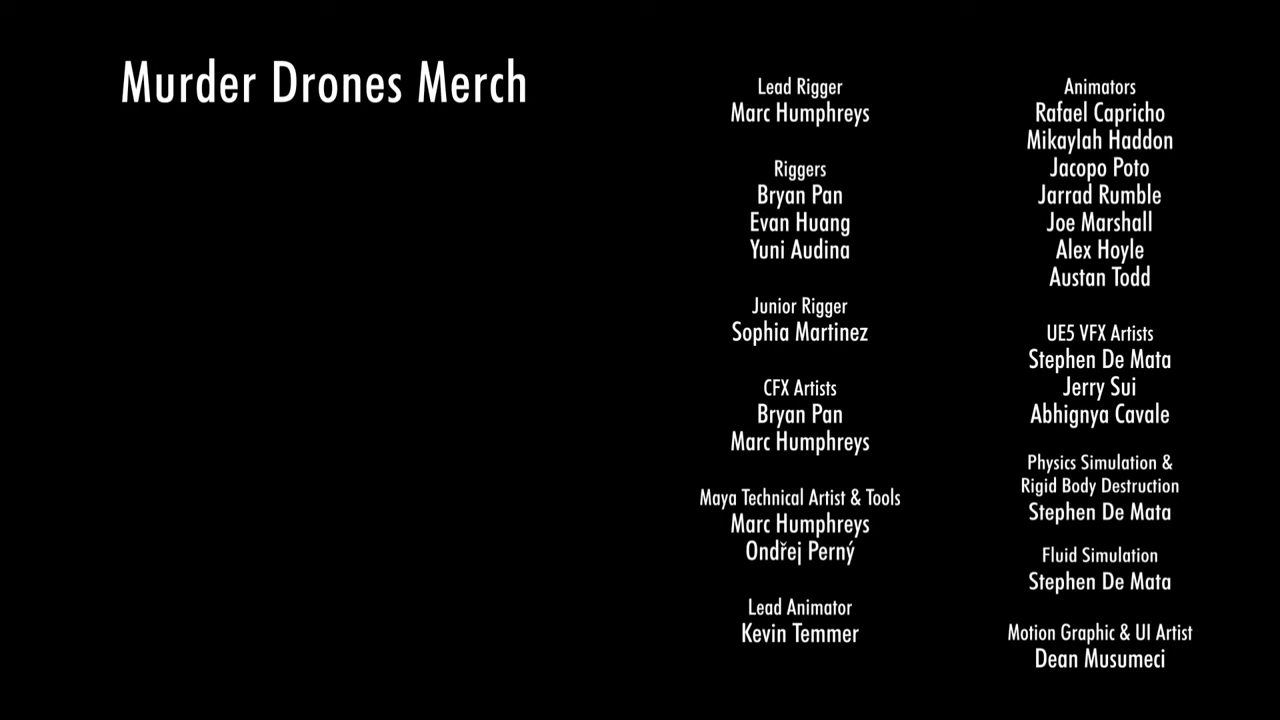 Murder Drones Merch
Lead Rigger
Marc Humphreys
Riggers
Bryan Pan
Evan Huang
Yuni Audina
Junior Rigger
Sophia Martinez
CFX Artists
Bryan Pan
Marc Humphreys
Maya Technical Artist & Tools
Marc Humphreys
Ondřej Perný
Lead Animator
Kevin Temmer
Animators
Rafael Capricho
Mikaylah Haddon
Jacopo Poto
Jarrad Rumble
Joe Marshall
Alex Hoyle
Austan Todd
UE5 VFX Artists
Stephen De Mata
Jerry Sui
Abhignya Cavale
Physics Simulation &
Rigid Body Destruction
Stephen De Mata
Fluid Simulation
Stephen De Mata
Motion Graphic & UI Artist
Dean Musumeci